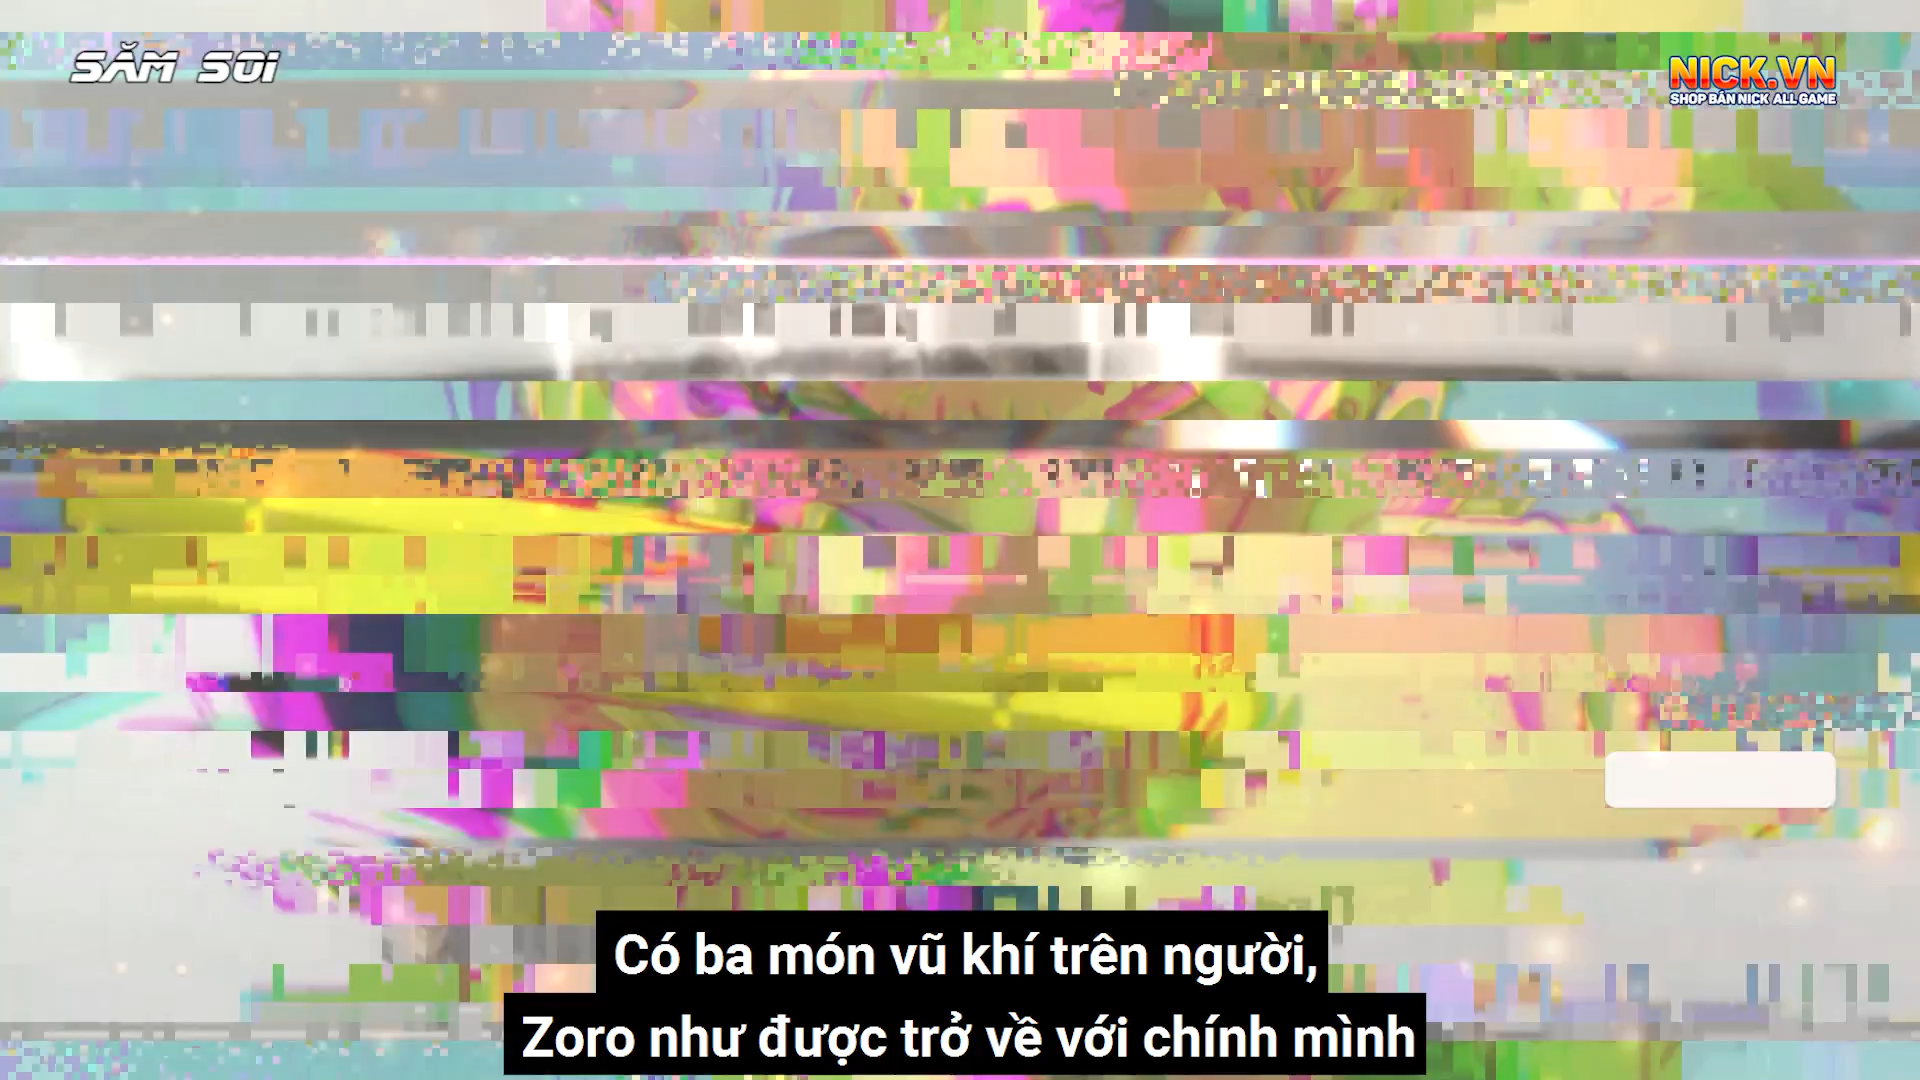 SĂM SOI
NICK.VN
SHOP BÁN NICK ALL GAME
Có ba món vũ khí trên người,
Zoro như được trở về với chính mình